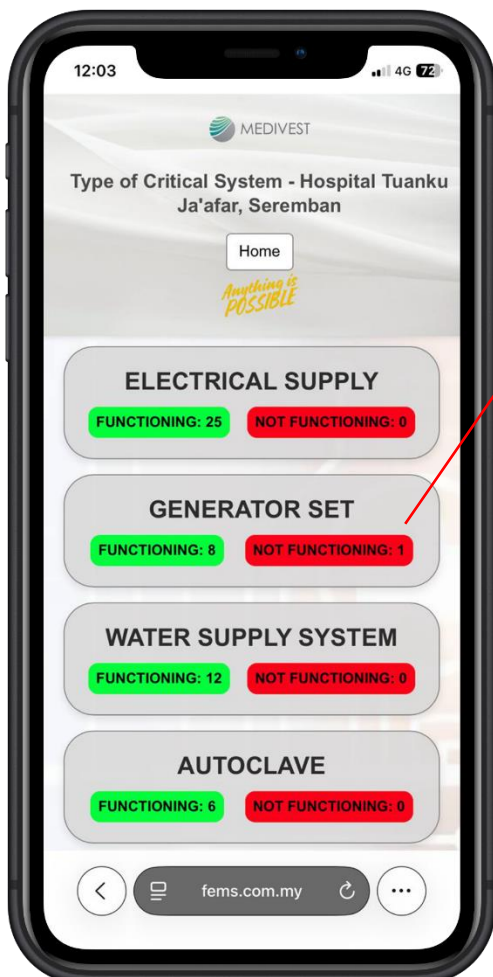 12:03
4G 72
MEDIVEST
Type of Critical System - Hospital Tuanku
Ja'afar, Seremban
Home
Anything is
POSSIBLE
ELECTRICAL SUPPLY
FUNCTIONING: 25 NOT FUNCTIONING: 0
GENERATOR SET
FUNCTIONING: 8 NOT FUNCTIONING: 1
WATER SUPPLY SYSTEM
FUNCTIONING: 12 NOT FUNCTIONING: 0
AUTOCLAVE
FUNCTIONING: 6 NOT FUNCTIONING: 0
fems.com.my